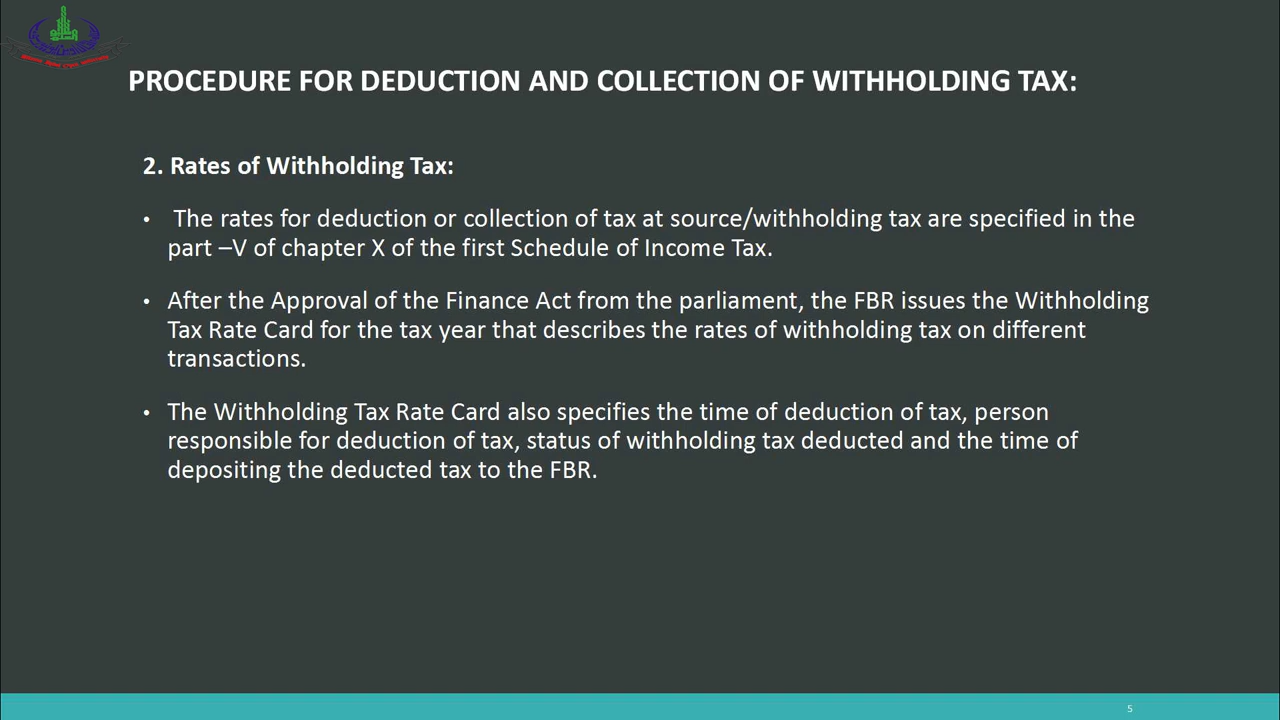 PROCEDURE FOR DEDUCTION AND COLLECTION OF WITHHOLDING TAX:
2. Rates of Withholding Tax:
• The rates for deduction or collection of tax at source/withholding tax are specified in the
part –V of chapter X of the first Schedule of Income Tax.
• After the Approval of the Finance Act from the parliament, the FBR issues the Withholding
Tax Rate Card for the tax year that describes the rates of withholding tax on different
transactions.
• The Withholding Tax Rate Card also specifies the time of deduction of tax, person
responsible for deduction of tax, status of withholding tax deducted and the time of
depositing the deducted tax to the FBR.
5